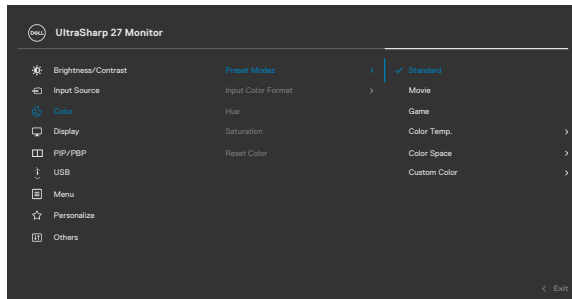 DELL UltraSharp 27 Monitor
Brightness/Contrast
Input Source
Color
Display
PIP/PBP
USB
Menu
Personalize
Others
Preset Modes >
Input Color Format >
Hue
Saturation
Reset Color
✓ Standard
Movie
Game
Color Temp. >
Color Space >
Custom Color >
< Exit